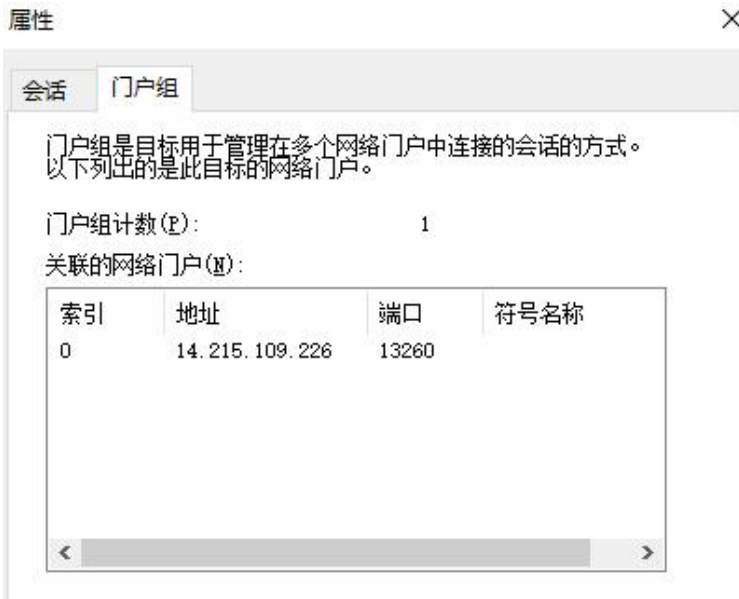 属性
会话 门户组
门户组是目标用于管理在多个网络门户中连接的会话的方式。
以下列出的是此目标的网络门户。
门户组计数(P): 1
关联的网络门户(N):
索引 地址 端口 符号名称
0 14.215.109.226 13260